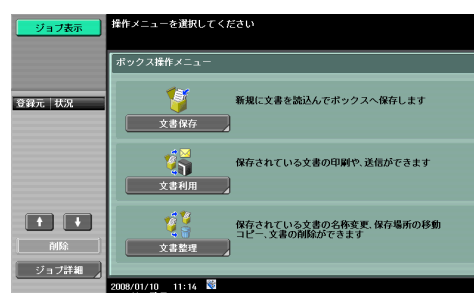 ジョブ表示
操作メニューを選択してください
ボックス操作メニュー
登録元 状況
新規に文書を読込んでボックスへ保存します
文書保存
保存されている文書の印刷や、送信ができます
文書利用
保存されている文書の名称変更、保存場所の移動
コピー、文書の削除ができます
文書整理
削除
ジョブ詳細
2008/01/10 11:14